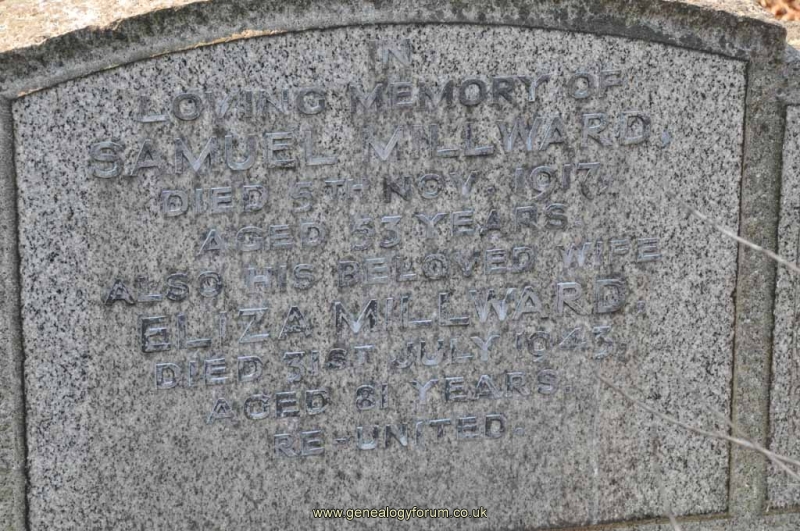 IN
LOVING MEMORY OF
SAMUEL MILLWARD,
DIED 5TH NOV. 1917,
AGED 53 YEARS.
ALSO HIS BELOVED WIFE
ELIZA MILLWARD.
DIED 31ST JULY 1943,
AGED 81 YEARS.
RE-UNITED.
www.genealogyforum.co.uk